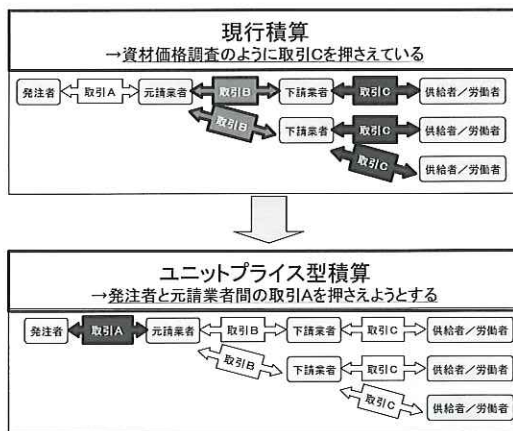 現行積算
→資材価格調査のように取引Cを押さえている
発注者 取引A 元請業者 取引B 下請業者 取引C 供給者／労働者
取引B 下請業者 取引C 供給者／労働者
取引C 供給者／労働者
ユニットプライス型積算
→発注者と元請業者間の取引Aを押さえようとする
発注者 取引A 元請業者 取引B 下請業者 取引C 供給者／労働者
取引B 下請業者 取引C 供給者／労働者
取引C 供給者／労働者